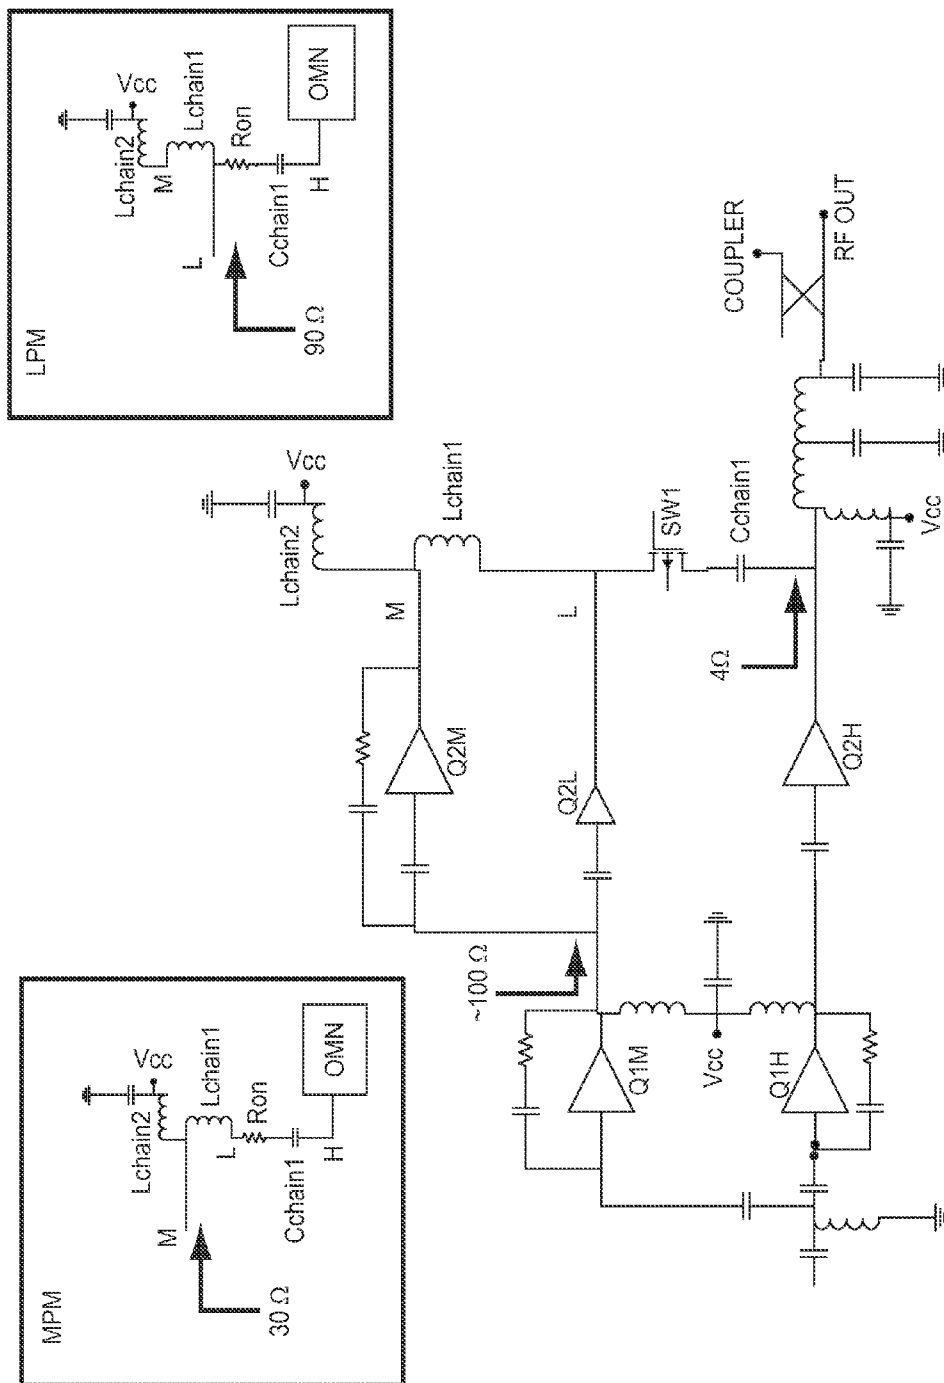 MPM
30 Ω
M
Lchain2
Vcc
Lchain1
L
Ron
Cchain1
H
OMN
LPM
90 Ω
L
Lchain2
M
Vcc
Lchain1
Ron
Cchain1
H
OMN
Lchain2
Vcc
M
Lchain1
Q2M
~100 Ω
Q2L
L
SW1
Cchain1
Q1M
Vcc
Q1H
Q2H
4Ω
Vcc
COUPLER
RF OUT